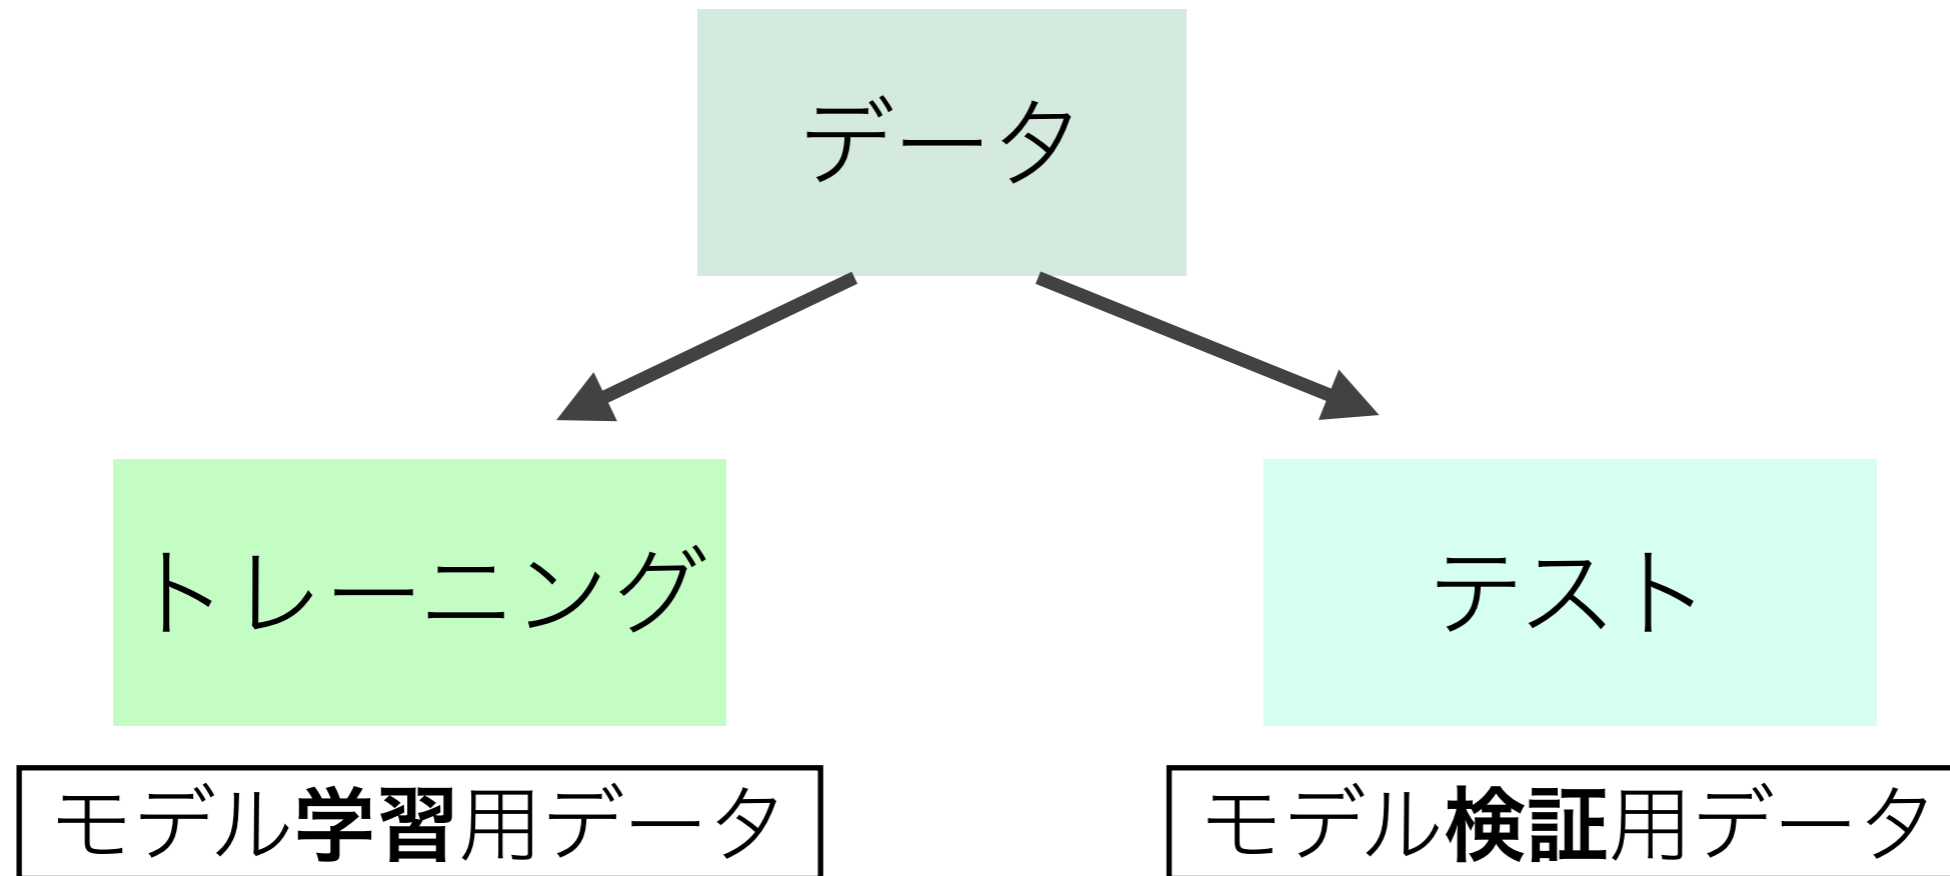 データ
トレーニング
テスト
モデル学習用データ
モデル検証用データ